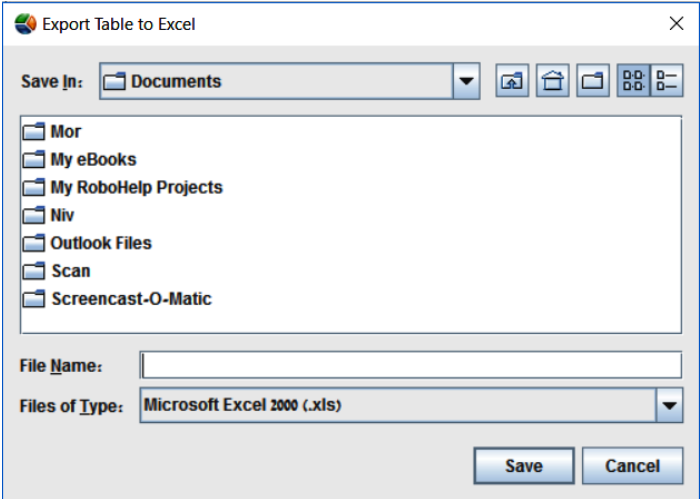 Export Table to Excel
Save In: Documents
Mor
My eBooks
My RoboHelp Projects
Niv
Outlook Files
Scan
Screencast-O-Matic
File Name:
Files of Type: Microsoft Excel 2000 (.xls)
Save Cancel